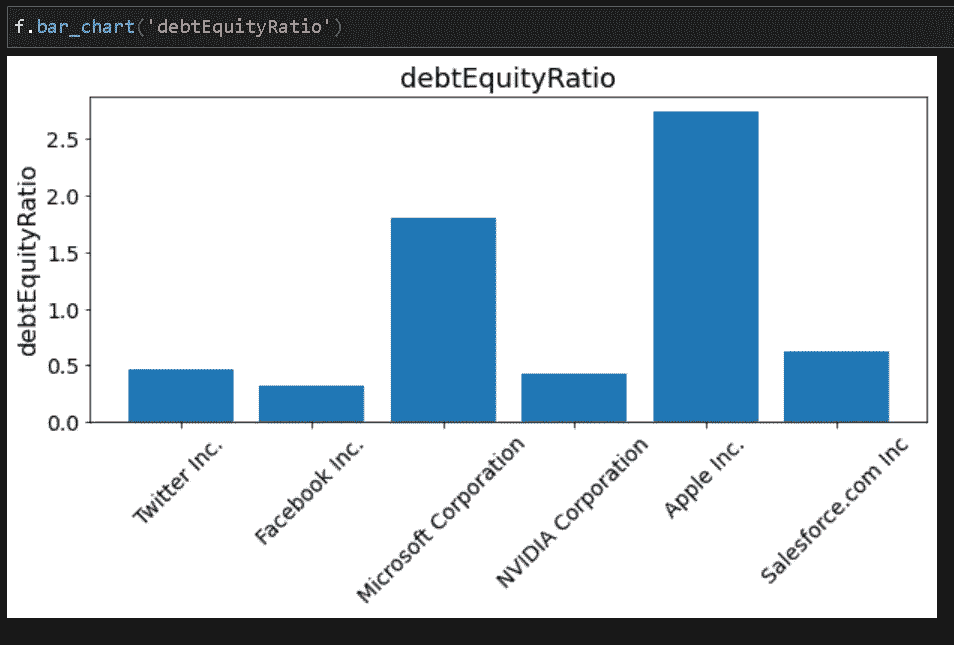 f.bar_chart('debtEquityRatio')
debtEquityRatio
debtEquityRatio
2.5
2.0
1.5
1.0
0.5
0.0
Twitter Inc.
Facebook Inc.
Microsoft Corporation
NVIDIA Corporation
Apple Inc.
Salesforce.com Inc